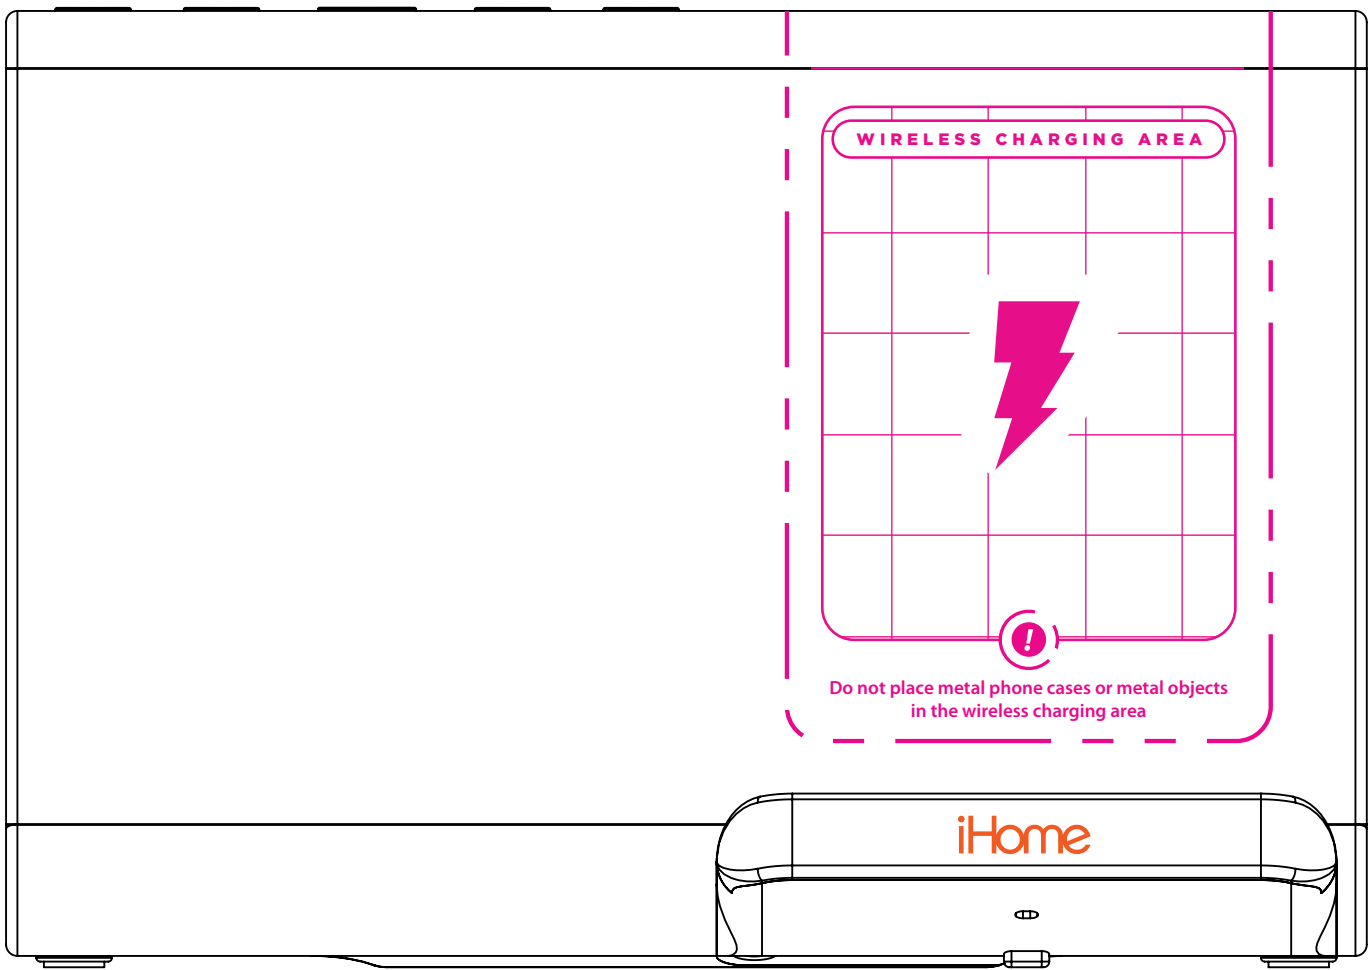 WIRELESS CHARGING AREA
!
Do not place metal phone cases or metal objects
in the wireless charging area
iHome